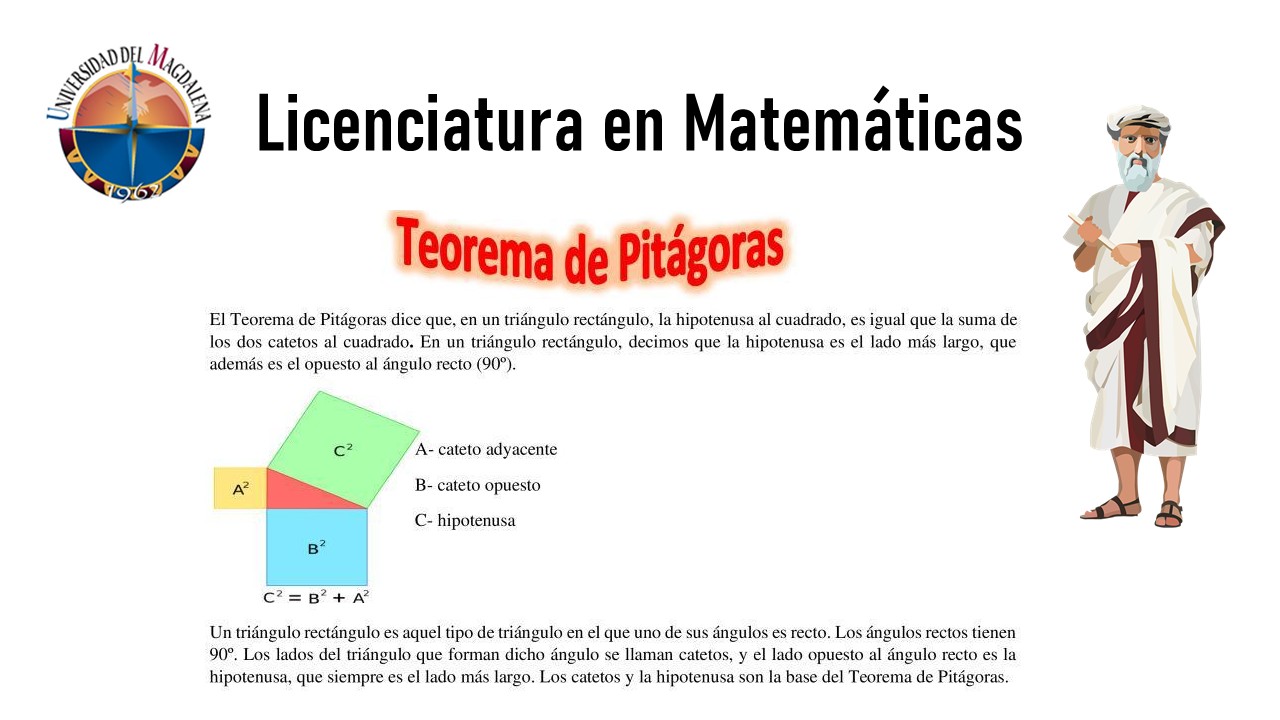 UNIVERSIDAD DEL MAGDALENA
1962
Licenciatura en Matemáticas
Teorema de Pitágoras
El Teorema de Pitágoras dice que, en un triángulo rectángulo, la hipotenusa al cuadrado, es igual que la suma de
los dos catetos al cuadrado. En un triángulo rectángulo, decimos que la hipotenusa es el lado más largo, que
además es el opuesto al ángulo recto (90º).
C²
A- cateto adyacente
A²
B- cateto opuesto
C- hipotenusa
B²
C² = B² + A²
Un triángulo rectángulo es aquel tipo de triángulo en el que uno de sus ángulos es recto. Los ángulos rectos tienen
90º. Los lados del triángulo que forman dicho ángulo se llaman catetos, y el lado opuesto al ángulo recto es la
hipotenusa, que siempre es el lado más largo. Los catetos y la hipotenusa son la base del Teorema de Pitágoras.